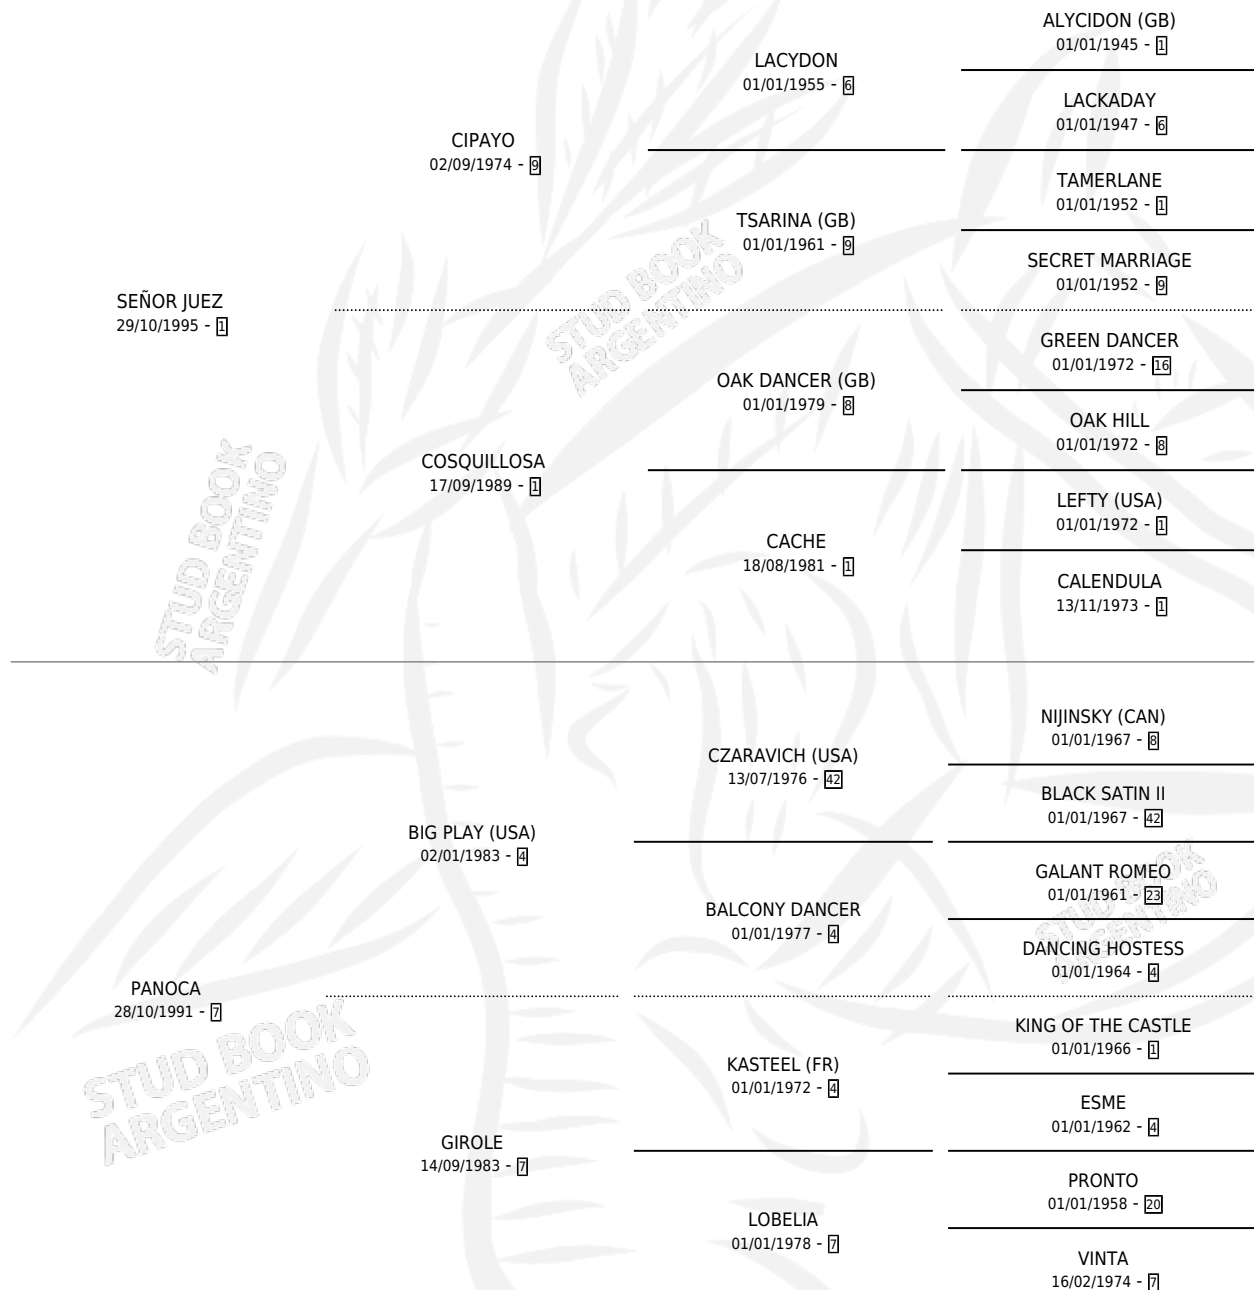 ALYCIDON (GB)
01/01/1945 - 1
LACYDON
01/01/1955 - 6
LACKADAY
01/01/1947 - 6
CIPAYO
02/09/1974 - 9
TAMERLANE
01/01/1952 - 1
TSARINA (GB)
01/01/1961 - 9
SECRET MARRIAGE
01/01/1952 - 9
SEÑOR JUEZ
29/10/1995 - 1
GREEN DANCER
01/01/1972 - 16
OAK DANCER (GB)
01/01/1979 - 8
OAK HILL
01/01/1972 - 8
COSQUILLOSA
17/09/1989 - 1
LEFTY (USA)
01/01/1972 - 1
CACHE
18/08/1981 - 1
CALENDULA
13/11/1973 - 1
STUD BOOK
ARGENTINO
STUD BOOK
ARGENTINO
NIJINSKY (CAN)
01/01/1967 - 8
CZARAVICH (USA)
13/07/1976 - 42
BLACK SATIN II
01/01/1967 - 42
BIG PLAY (USA)
02/01/1983 - 4
GALANT ROMEO
01/01/1961 - 23
BALCONY DANCER
01/01/1977 - 4
DANCING HOSTESS
01/01/1964 - 4
PANOCA
28/10/1991 - 7
KING OF THE CASTLE
01/01/1966 - 1
KASTEEL (FR)
01/01/1972 - 4
ESME
01/01/1962 - 4
GIROLE
14/09/1983 - 7
PRONTO
01/01/1958 - 20
LOBELIA
01/01/1978 - 7
VINTA
16/02/1974 - 7
STUD BOOK
ARGENTINO
STUD BOOK
ARGENTINO